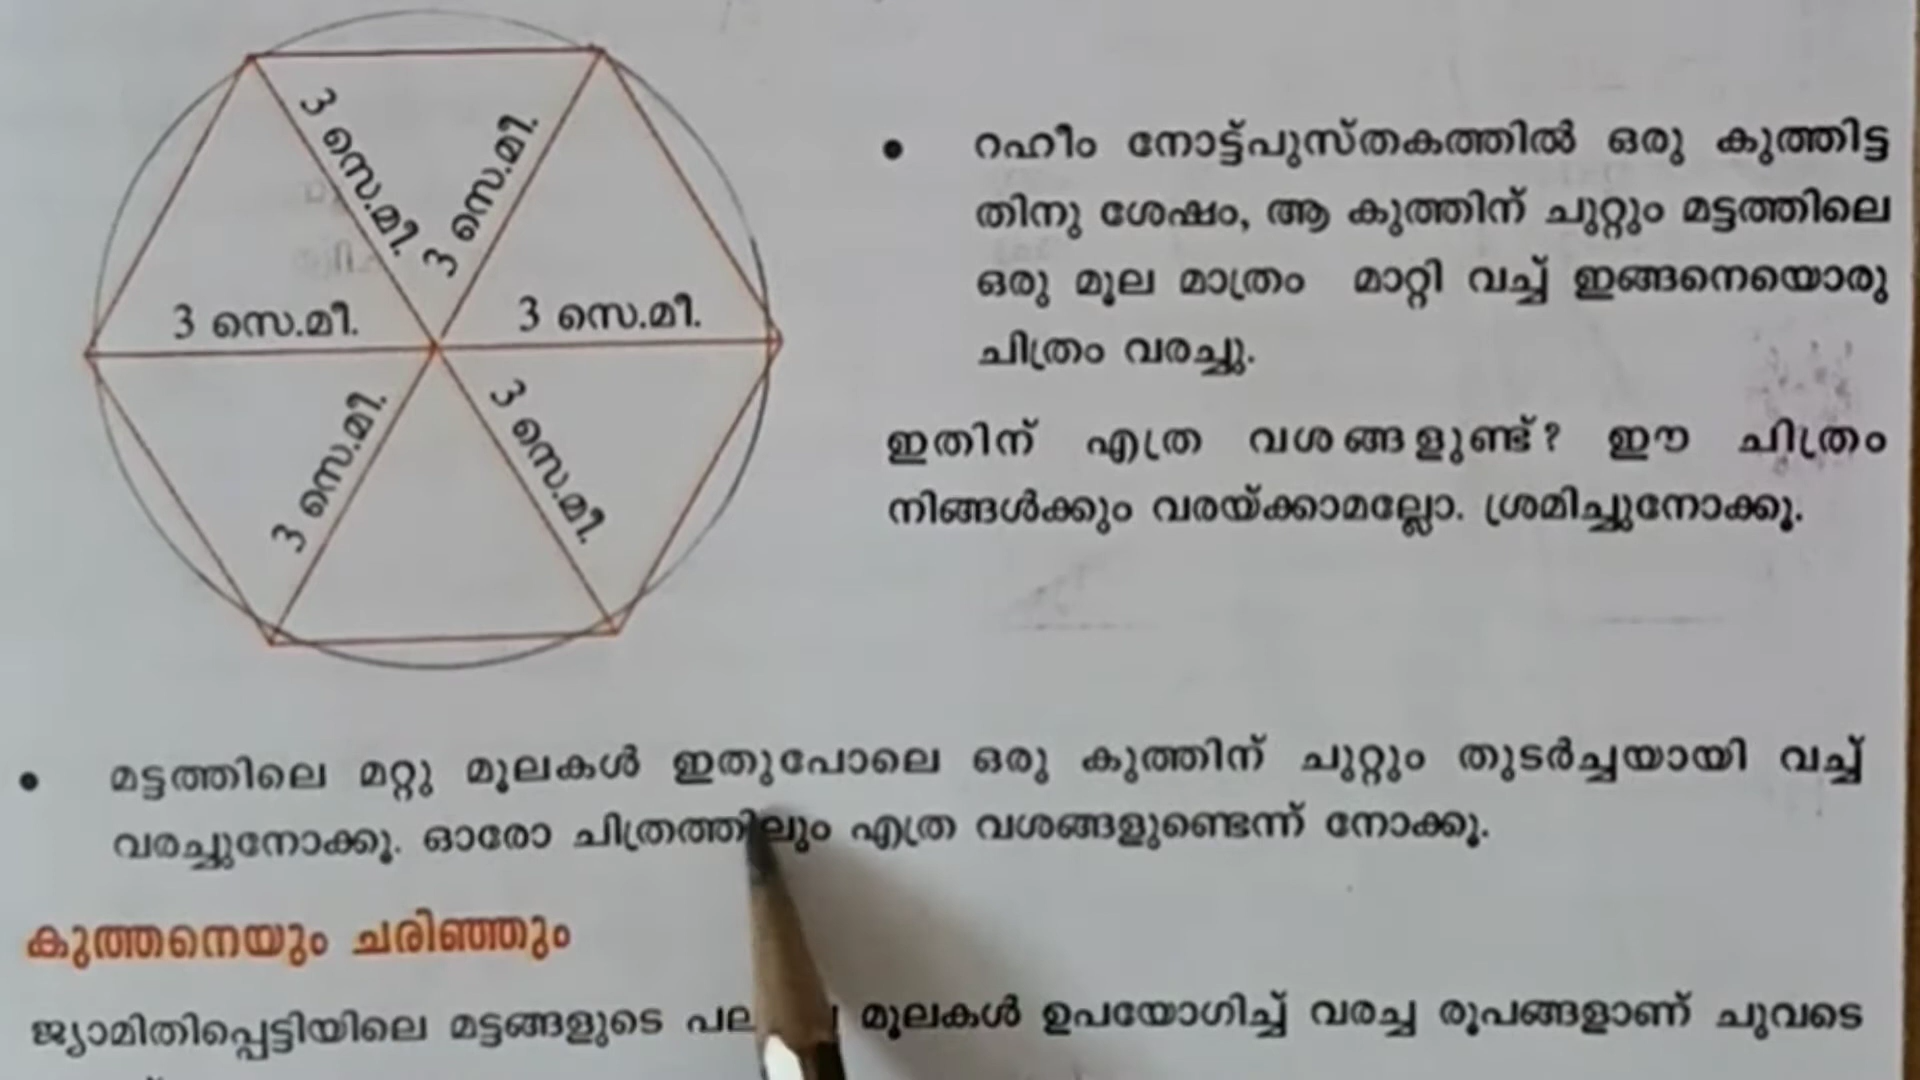 3 സെ.മീ.
3 സെ.മീ.
3 സെ.മീ.
3 സെ.മീ.
3 സെ.മീ.
3 സെ.മീ.
• റഹീം നോട്ട്പുസ്തകത്തിൽ ഒരു കുത്തിട്ട
തിനു ശേഷം, ആ കുത്തിന് ചുറ്റും മട്ടത്തിലെ
ഒരു മൂല മാത്രം മാറ്റി വച്ച് ഇങ്ങനെയൊരു
ചിത്രം വരച്ചു.
ഇതിന് എത്ര വശങ്ങളുണ്ട്? ഈ ചിത്രം
നിങ്ങൾക്കും വരയ്ക്കാമല്ലോ. ശ്രമിച്ചുനോക്കൂ.
• മട്ടത്തിലെ മറ്റു മൂലകൾ ഇതുപോലെ ഒരു കുത്തിന് ചുറ്റും തുടർച്ചയായി വച്ച്
വരച്ചുനോക്കൂ. ഓരോ ചിത്രത്തിലും എത്ര വശങ്ങളുണ്ടെന്ന് നോക്കൂ.
കുത്തനെയും ചരിഞ്ഞും
ജ്യാമിതിപ്പെട്ടിയിലെ മട്ടങ്ങളുടെ മൂലകൾ ഉപയോഗിച്ച് വരച്ച രൂപങ്ങളാണ് ചുവടെ